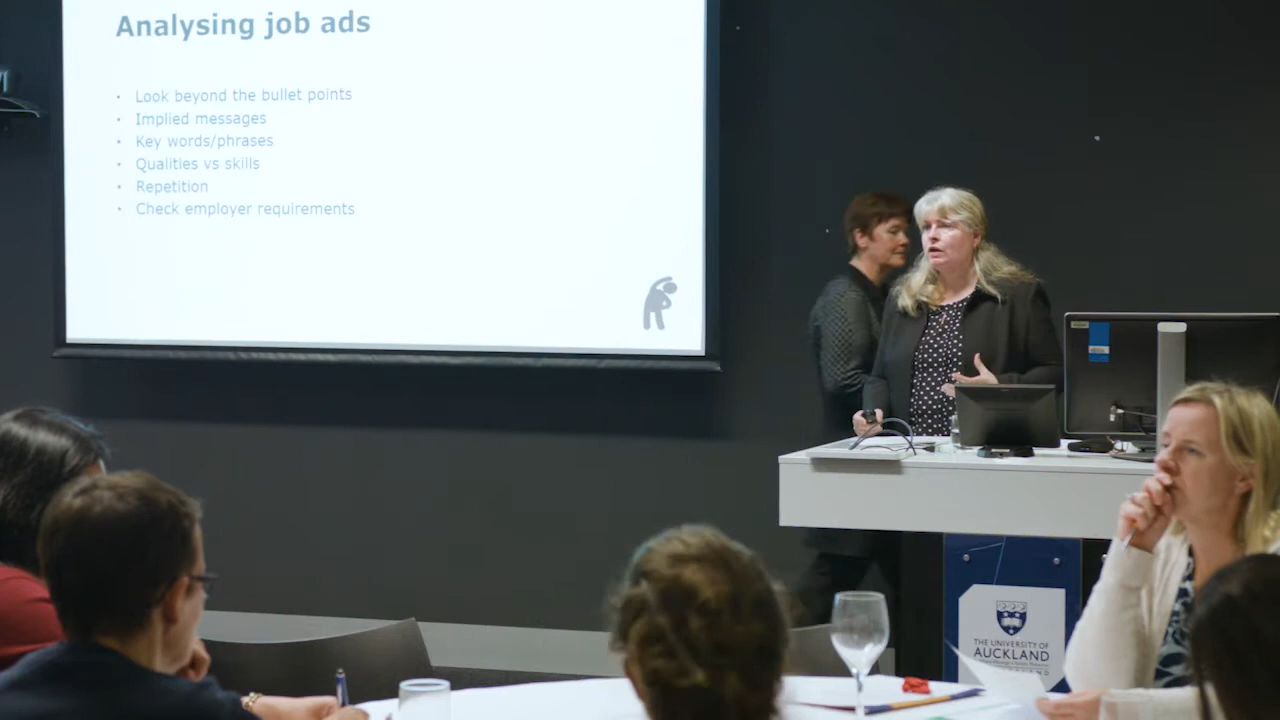 Analysing job ads
• Look beyond the bullet points
• Implied messages
• Key words/phrases
• Qualities vs skills
• Repetition
• Check employer requirements
THE UNIVERSITY OF
AUCKLAND